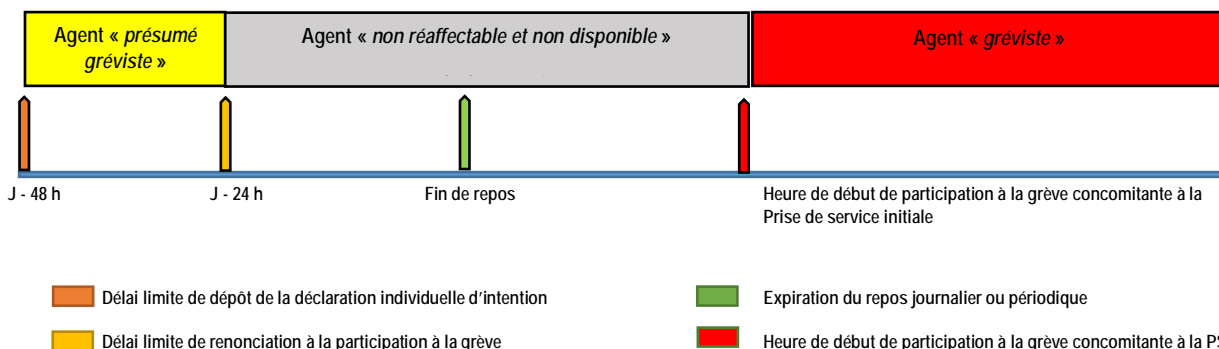 Agent « présumé
gréviste »
Agent « non réaffectable et non disponible »
Agent « gréviste »
J - 48 h
J - 24 h
Fin de repos
Heure de début de participation à la grève concomitante à la
Prise de service initiale
Délai limite de dépôt de la déclaration individuelle d'intention
Expiration du repos journalier ou périodique
Délai limite de renonciation à la participation à la grève
Heure de début de participation à la grève concomitante à la